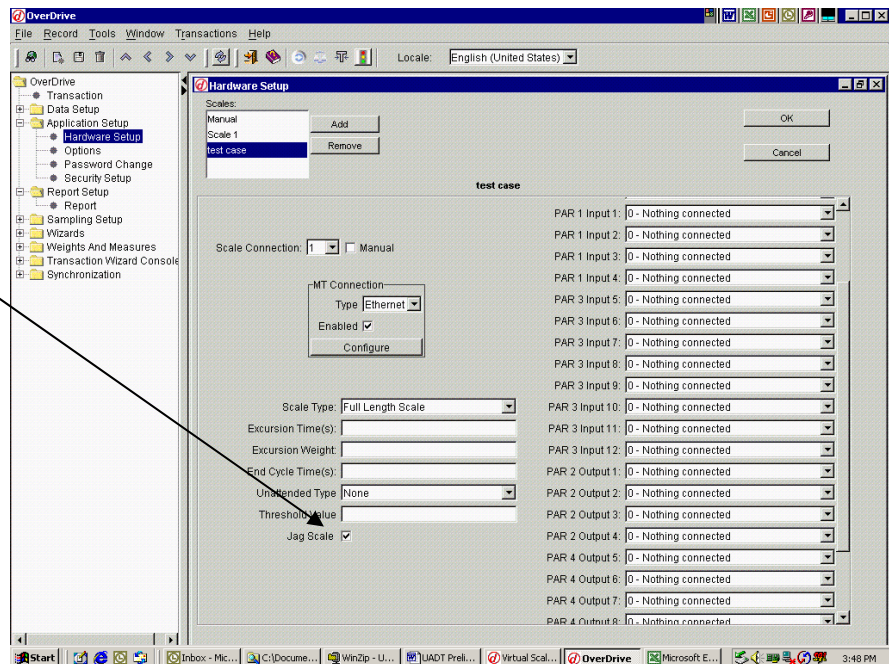 OverDrive
File Record Tools Window Transactions Help
Locale: English (United States)
OverDrive
Transaction
Data Setup
Application Setup
Hardware Setup
Options
Password Change
Security Setup
Report Setup
Report
Sampling Setup
Wizards
Weights And Measures
Transaction Wizard Console
Synchronization
Hardware Setup
Scales:
Manual
Scale 1
test case
Add
Remove
OK
Cancel
test case
Scale Connection: 1 Manual
MT Connection
Type Ethernet
Enabled
Configure
Scale Type: Full Length Scale
Excursion Time(s):
Excursion Weight:
End Cycle Time(s):
Unattended Type None
Threshold Value
Jag Scale
PAR 1 Input 1: 0 - Nothing connected
PAR 1 Input 2: 0 - Nothing connected
PAR 1 Input 3: 0 - Nothing connected
PAR 1 Input 4: 0 - Nothing connected
PAR 3 Input 5: 0 - Nothing connected
PAR 3 Input 6: 0 - Nothing connected
PAR 3 Input 7: 0 - Nothing connected
PAR 3 Input 8: 0 - Nothing connected
PAR 3 Input 9: 0 - Nothing connected
PAR 3 Input 10: 0 - Nothing connected
PAR 3 Input 11: 0 - Nothing connected
PAR 3 Input 12: 0 - Nothing connected
PAR 2 Output 1: 0 - Nothing connected
PAR 2 Output 2: 0 - Nothing connected
PAR 2 Output 3: 0 - Nothing connected
PAR 2 Output 4: 0 - Nothing connected
PAR 4 Output 5: 0 - Nothing connected
PAR 4 Output 6: 0 - Nothing connected
PAR 4 Output 7: 0 - Nothing connected
PAR 4 Output 8: 0 - Nothing connected
Start Inbox - Mic... C:\Docume... WinZip - U... UADT Preli... Virtual Scal... OverDrive Microsoft E... 3:48 PM